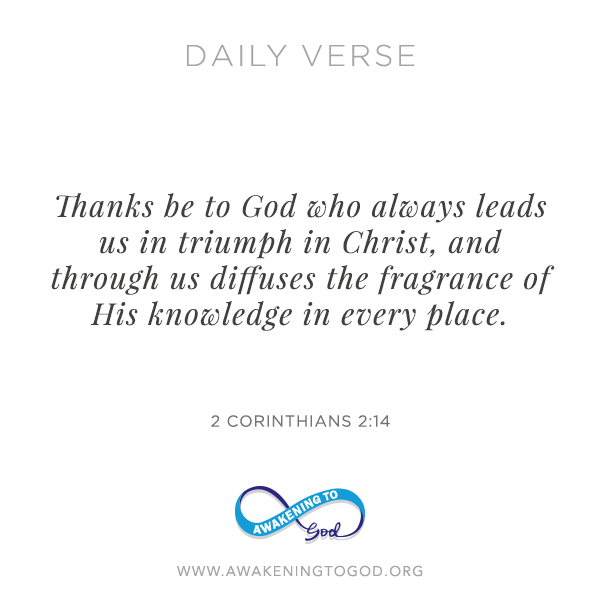 DAILY VERSE
Thanks be to God who always leads
us in triumph in Christ, and
through us diffuses the fragrance of
His knowledge in every place.
2 CORINTHIANS 2:14
AWAKENING TO
God
WWW.AWAKENINGTOGOD.ORG